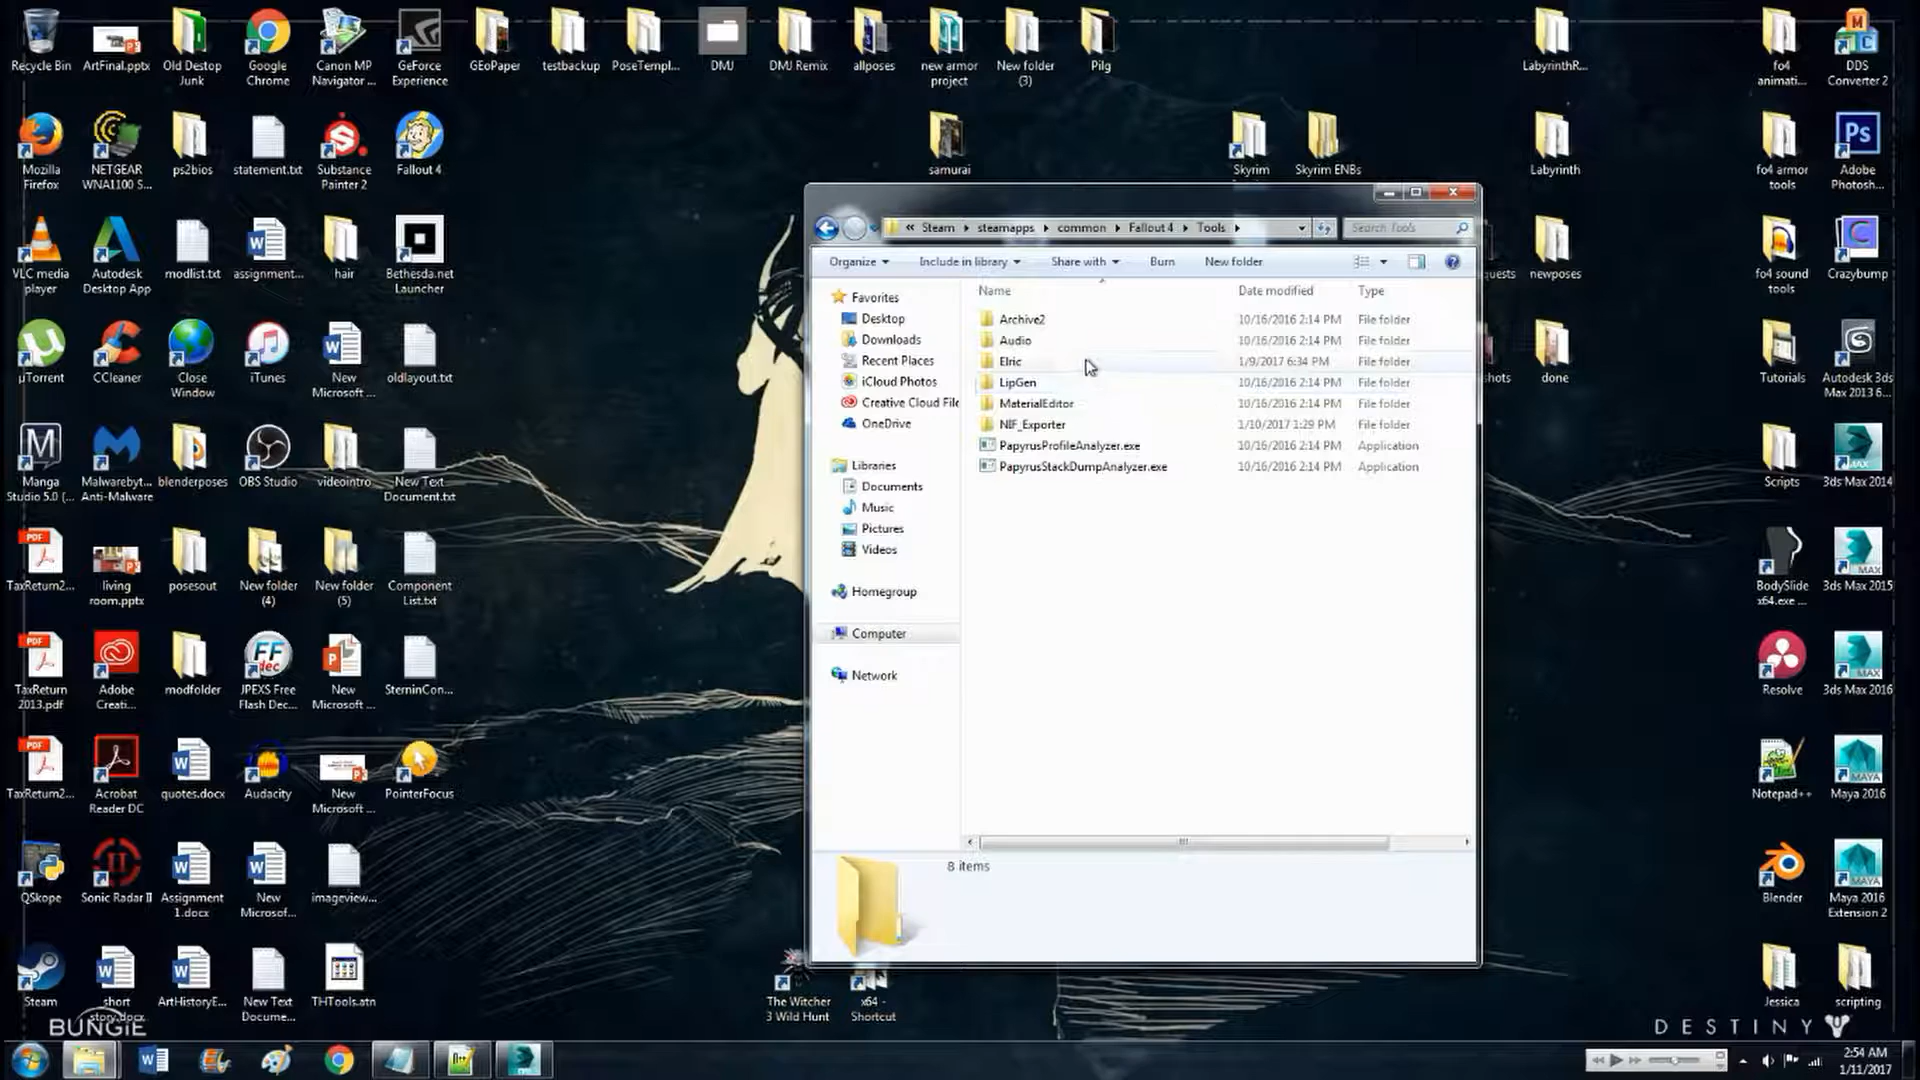 Recycle Bin
ArtFinal.pptx
Old Destop
Junk
Google
Chrome
Canon MP
Navigator ...
GeForce
Experience
GEoPaper
testbackup
PoseTempl...
DMJ
DMJ Remix
allposes
new armor
project
New folder
(3)
Pilg
LabyrinthR...
fo4
animati...
DDS
Converter 2
Mozilla
Firefox
NETGEAR
WNA1100 S...
ps2bios
statement.txt
Substance
Painter 2
Fallout 4
samurai
Skyrim
Skyrim ENBs
Labyrinth
fo4 armor
tools
Adobe
Photosh...
VLC media
player
Autodesk
Desktop App
modlist.txt
assignment...
hair
Bethesda.net
Launcher
quests
newposes
fo4 sound
tools
Crazybump
µTorrent
CCleaner
Close
Window
iTunes
New
Microsoft ...
oldlayout.txt
shots
done
Tutorials
Autodesk 3ds
Max 2013 6...
Manga
Studio 5.0 (...
Malwarebyt...
Anti-Malware
blenderposes
OBS Studio
videointro
New Text
Document.txt
Scripts
3ds Max 2014
TaxReturn2...
living
room.pptx
posesout
New folder
(4)
New folder
(5)
Component
List.txt
BodySlide
x64.exe ...
3ds Max 2015
TaxReturn
2013.pdf
Adobe
Creati...
modfolder
JPEXS Free
Flash Dec...
New
Microsoft ...
SterninCon...
Resolve
3ds Max 2016
TaxReturn2...
Acrobat
Reader DC
quotes.docx
Audacity
New
Microsoft ...
PointerFocus
Notepad++
Maya 2016
QSkope
Sonic Radar II
Assignment
1.docx
New
Microsof...
imageview...
Blender
Maya 2016
Extension 2
Steam
short
story.docx
ArtHistoryE...
New Text
Docume...
THTools.atn
The Witcher
3 Wild Hunt
x64 -
Shortcut
Jessica
scripting
BUNGiE
DESTINY
« Steam ▸ steamapps ▸ common ▸ Fallout 4 ▸ Tools ▸
Search Tools
Organize
Include in library
Share with
Burn
New folder
Name
Date modified
Type
Favorites
Desktop
Downloads
Recent Places
iCloud Photos
Creative Cloud File
OneDrive
Libraries
Documents
Music
Pictures
Videos
Homegroup
Computer
Network
Archive2 10/16/2016 2:14 PM File folder
Audio 10/16/2016 2:14 PM File folder
Elric 1/9/2017 6:34 PM File folder
LipGen 10/16/2016 2:14 PM File folder
MaterialEditor 10/16/2016 2:14 PM File folder
NIF_Exporter 1/10/2017 1:29 PM File folder
PapyrusProfileAnalyzer.exe 10/16/2016 2:14 PM Application
PapyrusStackDumpAnalyzer.exe 10/16/2016 2:14 PM Application
8 items
2:54 AM
1/11/2017